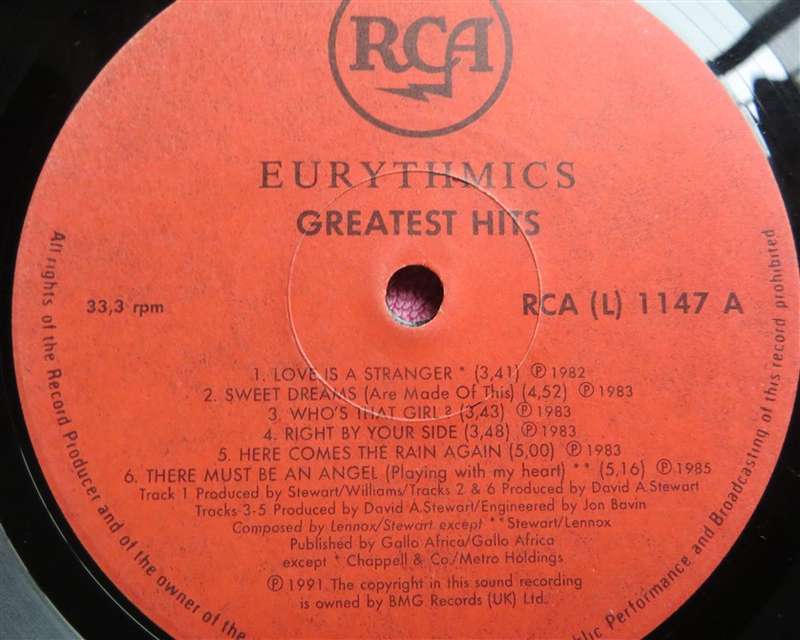 RCA
EURYTHMICS
GREATEST HITS
33,3 rpm
RCA (L) 1147 A
1. LOVE IS A STRANGER * (3,41) ℗ 1982
2. SWEET DREAMS (Are Made Of This) (4,52) ℗ 1983
3. WHO'S THAT GIRL? (3,43) ℗ 1983
4. RIGHT BY YOUR SIDE (3,48) ℗ 1983
5. HERE COMES THE RAIN AGAIN (5,00) ℗ 1983
6. THERE MUST BE AN ANGEL (Playing with my heart) ** (5,16) ℗ 1985
Track 1 Produced by Stewart/Williams/Tracks 2 & 6 Produced by David A.Stewart
Tracks 3-5 Produced by David A.Stewart/Engineered by Jon Bavin
Composed by Lennox/Stewart except **Stewart/Lennox
Published by Gallo Africa/Gallo Africa
except * Chappell & Co./Metro Holdings
℗ 1991 The copyright in this sound recording
is owned by BMG Records (UK) Ltd.
All rights of the Record Producer and of the owner of the
Public Performance and Broadcasting of this record prohibited